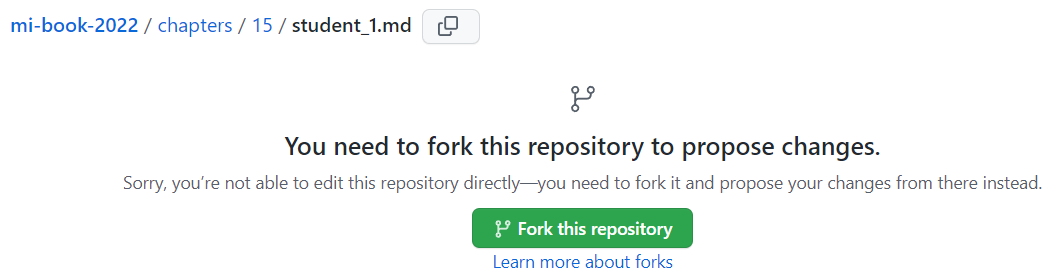 mi-book-2022 / chapters / 15 / student_1.md
You need to fork this repository to propose changes.
Sorry, you’re not able to edit this repository directly—you need to fork it and propose your changes from there instead.
Fork this repository
Learn more about forks